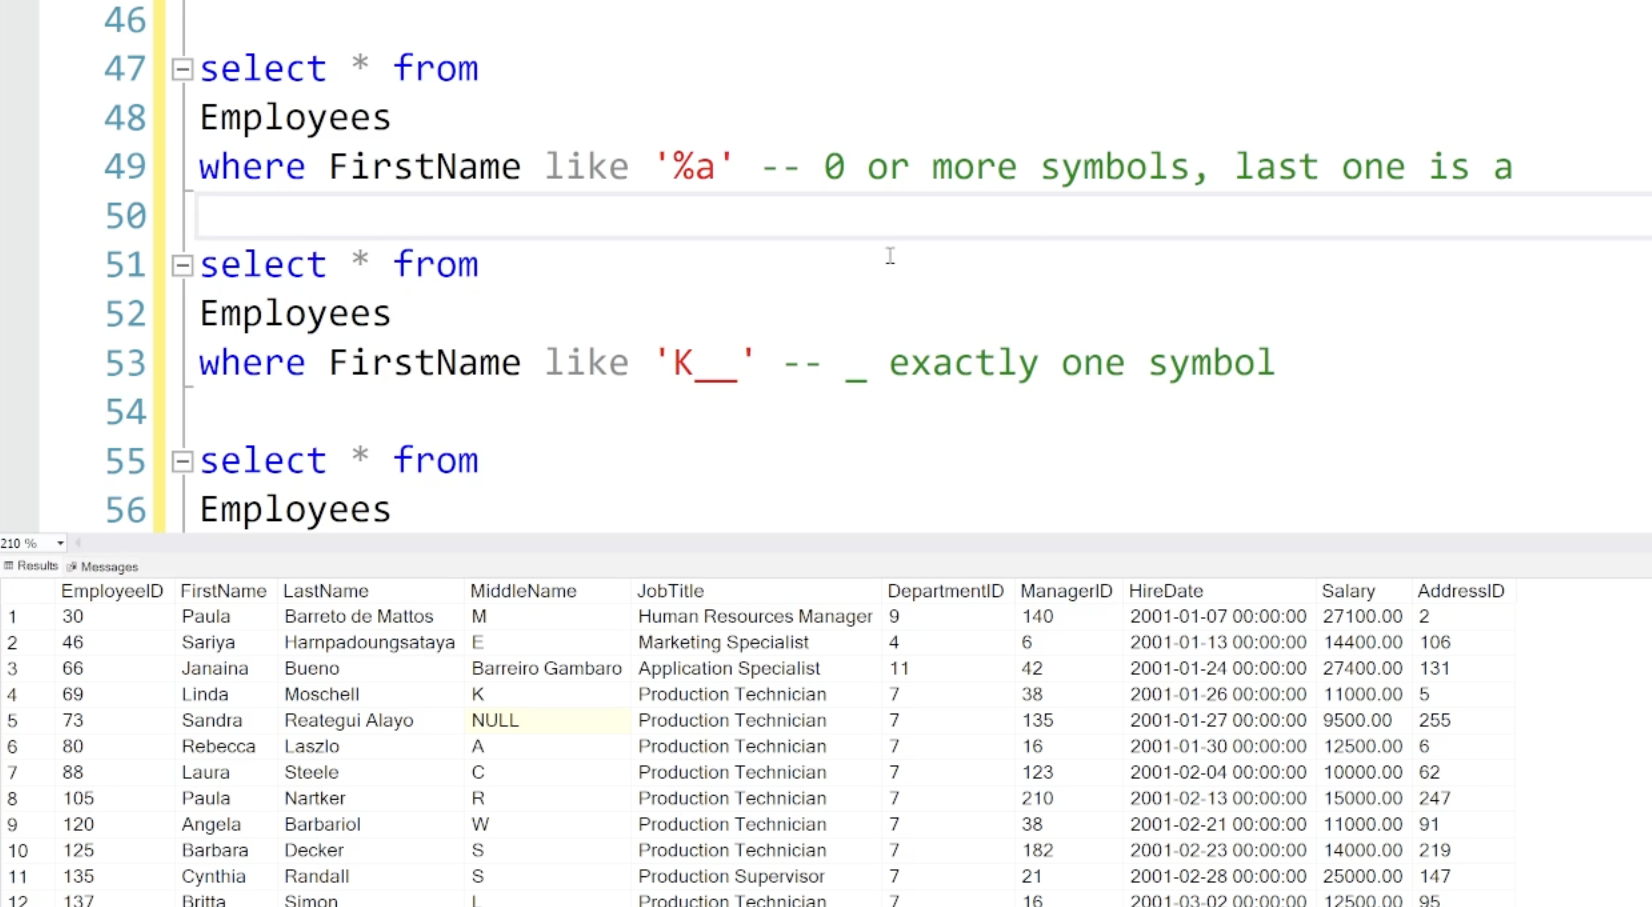 46
47 select * from
48 Employees
49 where FirstName like '%a' -- 0 or more symbols, last one is a
50
51 select * from
52 Employees
53 where FirstName like 'K__' -- _ exactly one symbol
54
55 select * from
56 Employees
210 %
Results Messages
EmployeeID FirstName LastName MiddleName JobTitle DepartmentID ManagerID HireDate Salary AddressID
1 30 Paula Barreto de Mattos M Human Resources Manager 9 140 2001-01-07 00:00:00 27100.00 2
2 46 Sariya Harnpadoungsataya E Marketing Specialist 4 6 2001-01-13 00:00:00 14400.00 106
3 66 Janaina Bueno Barreiro Gambaro Application Specialist 11 42 2001-01-24 00:00:00 27400.00 131
4 69 Linda Moschell K Production Technician 7 38 2001-01-26 00:00:00 11000.00 5
5 73 Sandra Reategui Alayo NULL Production Technician 7 135 2001-01-27 00:00:00 9500.00 255
6 80 Rebecca Laszlo A Production Technician 7 16 2001-01-30 00:00:00 12500.00 6
7 88 Laura Steele C Production Technician 7 123 2001-02-04 00:00:00 10000.00 62
8 105 Paula Nartker R Production Technician 7 210 2001-02-13 00:00:00 15000.00 247
9 120 Angela Barbariol W Production Technician 7 38 2001-02-21 00:00:00 11000.00 91
10 125 Barbara Decker S Production Technician 7 182 2001-02-23 00:00:00 14000.00 219
11 135 Cynthia Randall S Production Supervisor 7 21 2001-02-28 00:00:00 25000.00 147
12 137 Britta Simon L Production Technician 7 16 2001-03-02 00:00:00 12500.00 95